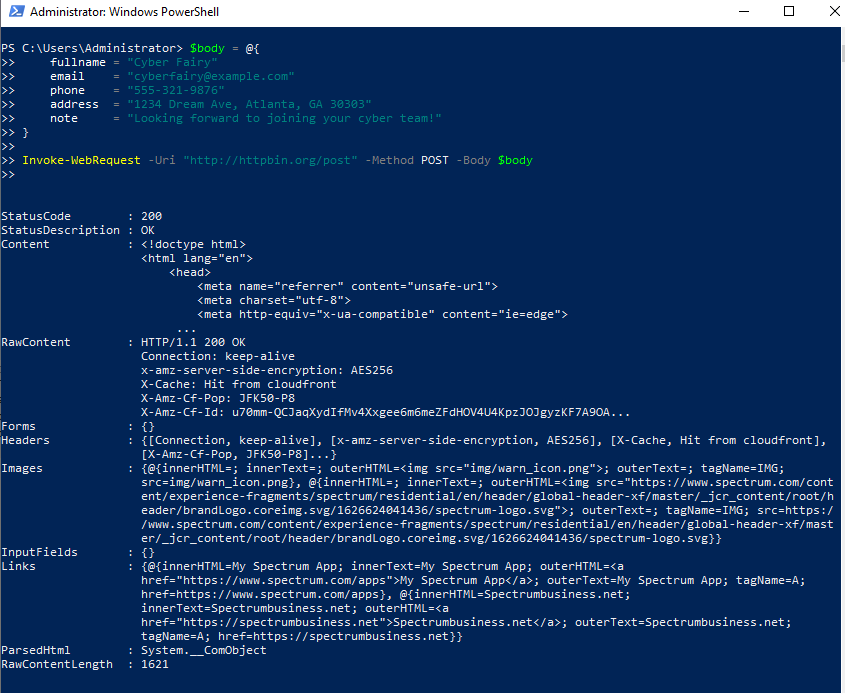 Administrator: Windows PowerShell
PS C:\Users\Administrator> $body = @{
>>     fullname = "Cyber Fairy"
>>     email    = "cyberfairy@example.com"
>>     phone    = "555-321-9876"
>>     address  = "1234 Dream Ave, Atlanta, GA 30303"
>>     note     = "Looking forward to joining your cyber team!"
>> }
>>
>> Invoke-WebRequest -Uri "http://httpbin.org/post" -Method POST -Body $body
>>
StatusCode        : 200
StatusDescription : OK
Content           : <!doctype html>
                    <html lang="en">
                        <head>
                            <meta name="referrer" content="unsafe-url">
                            <meta charset="utf-8">
                            <meta http-equiv="x-ua-compatible" content="ie=edge">
                         ...
RawContent        : HTTP/1.1 200 OK
                    Connection: keep-alive
                    x-amz-server-side-encryption: AES256
                    X-Cache: Hit from cloudfront
                    X-Amz-Cf-Pop: JFK50-P8
                    X-Amz-Cf-Id: u70mm-QCJaqXydIfMv4Xxgee6m6meZFdHOV4U4KpzJOJgyzKF7A9OA...
Forms             : {}
Headers           : {[Connection, keep-alive], [x-amz-server-side-encryption, AES256], [X-Cache, Hit from cloudfront],
                    [X-Amz-Cf-Pop, JFK50-P8]...}
Images            : {@{innerHTML=; innerText=; outerHTML=<img src="img/warn_icon.png">; outerText=; tagName=IMG;
                    src=img/warn_icon.png}, @{innerHTML=; innerText=; outerHTML=<img src="https://www.spectrum.com/cont
                    ent/experience-fragments/spectrum/residential/en/header/global-header-xf/master/_jcr_content/root/h
                    eader/brandLogo.coreimg.svg/1626624041436/spectrum-logo.svg">; outerText=; tagName=IMG; src=https:/
                    /www.spectrum.com/content/experience-fragments/spectrum/residential/en/header/global-header-xf/mast
                    er/_jcr_content/root/header/brandLogo.coreimg.svg/1626624041436/spectrum-logo.svg}}
InputFields       : {}
Links             : {@{innerHTML=My Spectrum App; innerText=My Spectrum App; outerHTML=<a
                    href="https://www.spectrum.com/apps">My Spectrum App</a>; outerText=My Spectrum App; tagName=A;
                    href=https://www.spectrum.com/apps}, @{innerHTML=Spectrumbusiness.net;
                    innerText=Spectrumbusiness.net; outerHTML=<a
                    href="https://spectrumbusiness.net">Spectrumbusiness.net</a>; outerText=Spectrumbusiness.net;
                    tagName=A; href=https://spectrumbusiness.net}}
ParsedHtml        : System.__ComObject
RawContentLength  : 1621